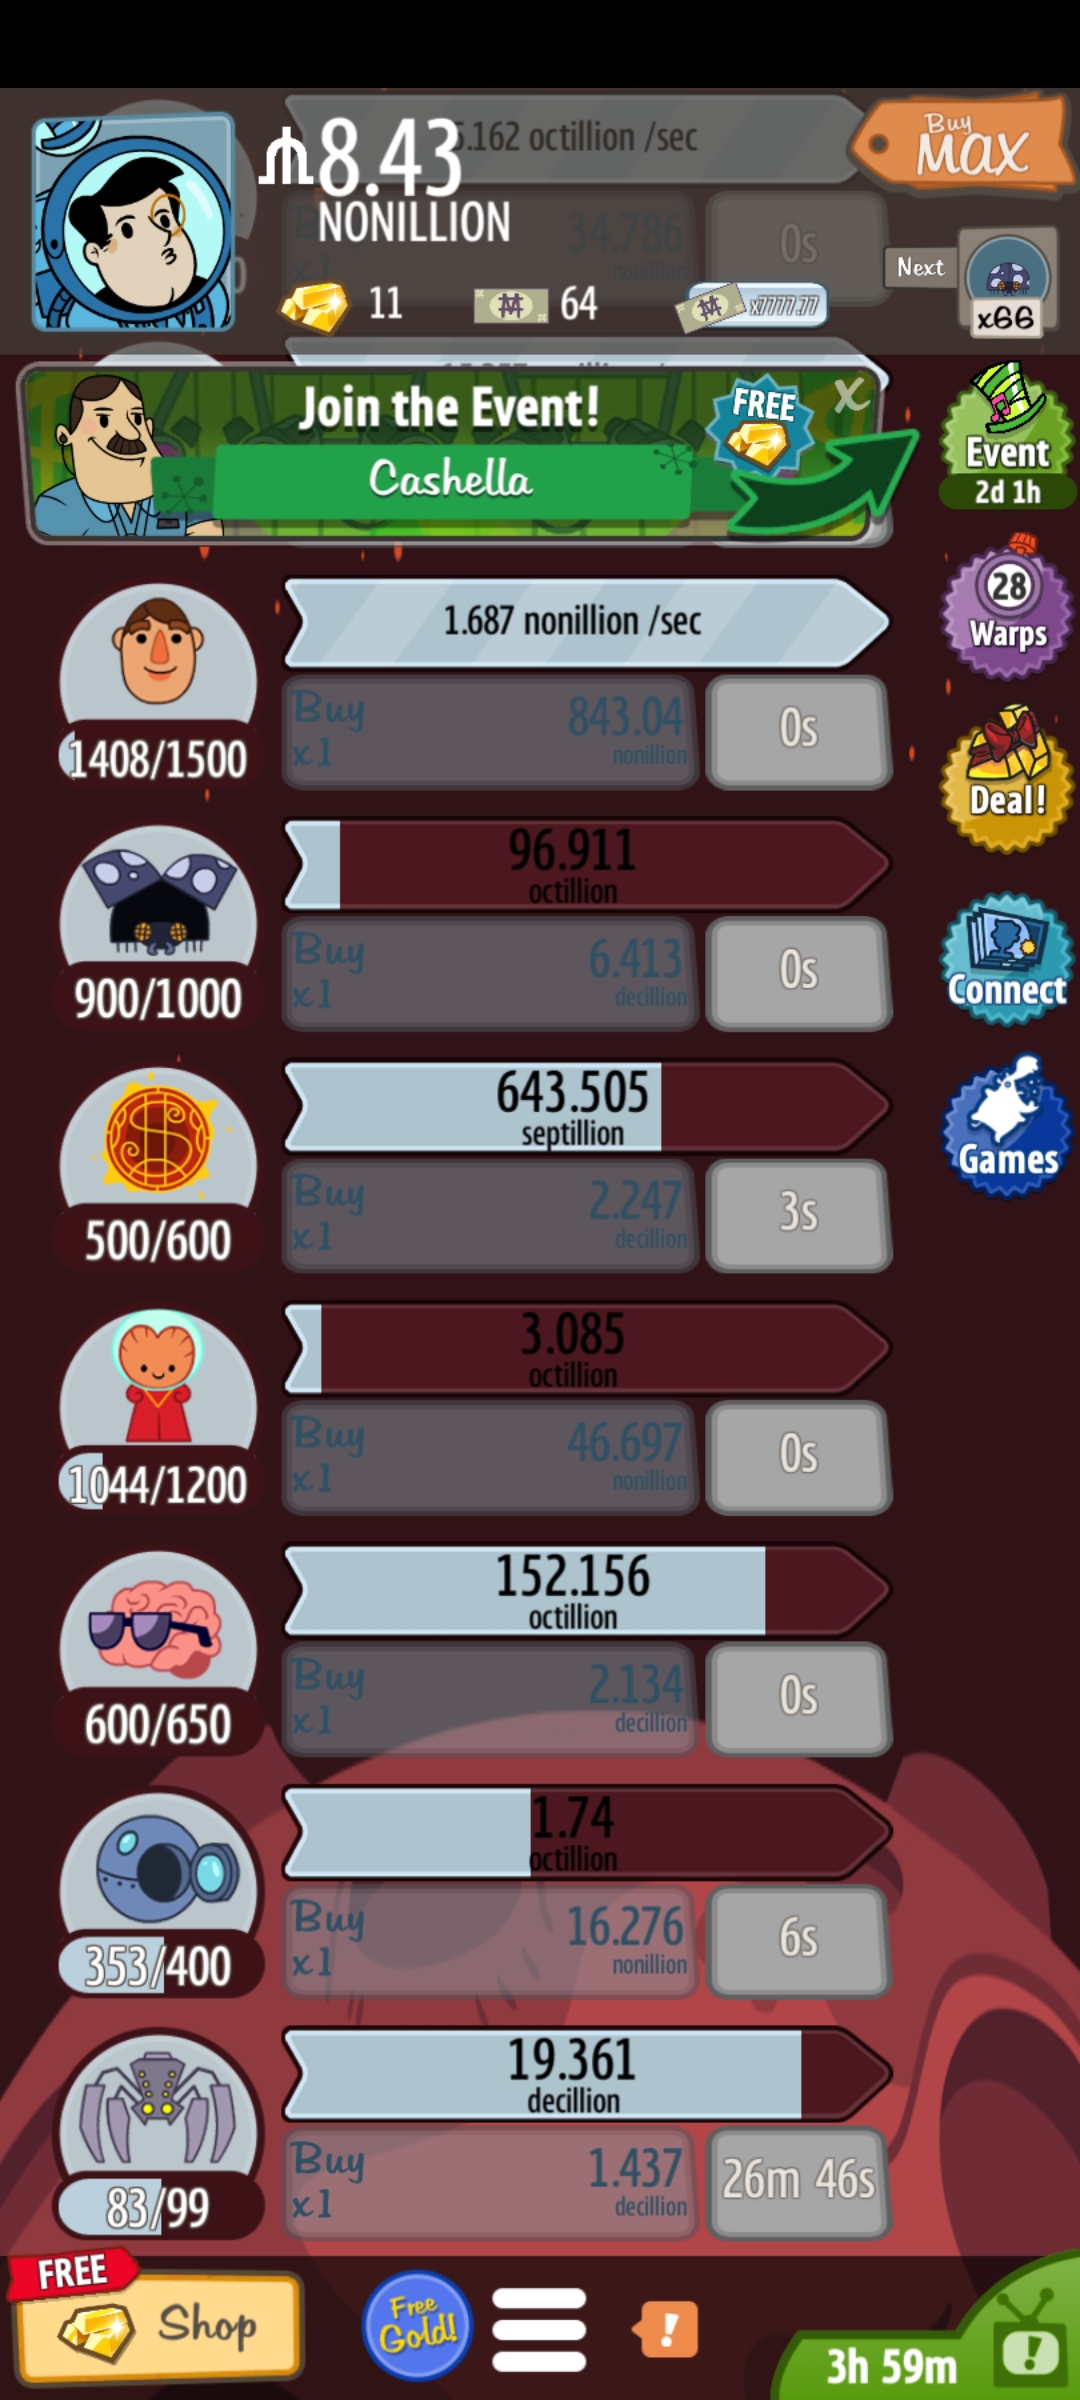 5.162 octillion /sec
8.43
NONILLION
Buy
MAX
34.786
nonillion
0s
x1
11
64
x7777.77
Next
x66
Join the Event!
FREE
X
Cashella
Event
2d 1h
1.687 nonillion /sec
28
Warps
Buy
x1
843.04
nonillion
0s
1408/1500
Deal!
96.911
octillion
Buy
x1
6.413
decillion
0s
900/1000
Connect
643.505
septillion
Games
Buy
x1
2.247
decillion
3s
500/600
3.085
octillion
Buy
x1
46.697
nonillion
0s
1044/1200
152.156
octillion
Buy
x1
2.134
decillion
0s
600/650
1.74
octillion
Buy
x1
16.276
nonillion
6s
353/400
19.361
decillion
Buy
x1
1.437
decillion
26m 46s
83/99
FREE
Shop
Free
Gold!
!
!
3h 59m